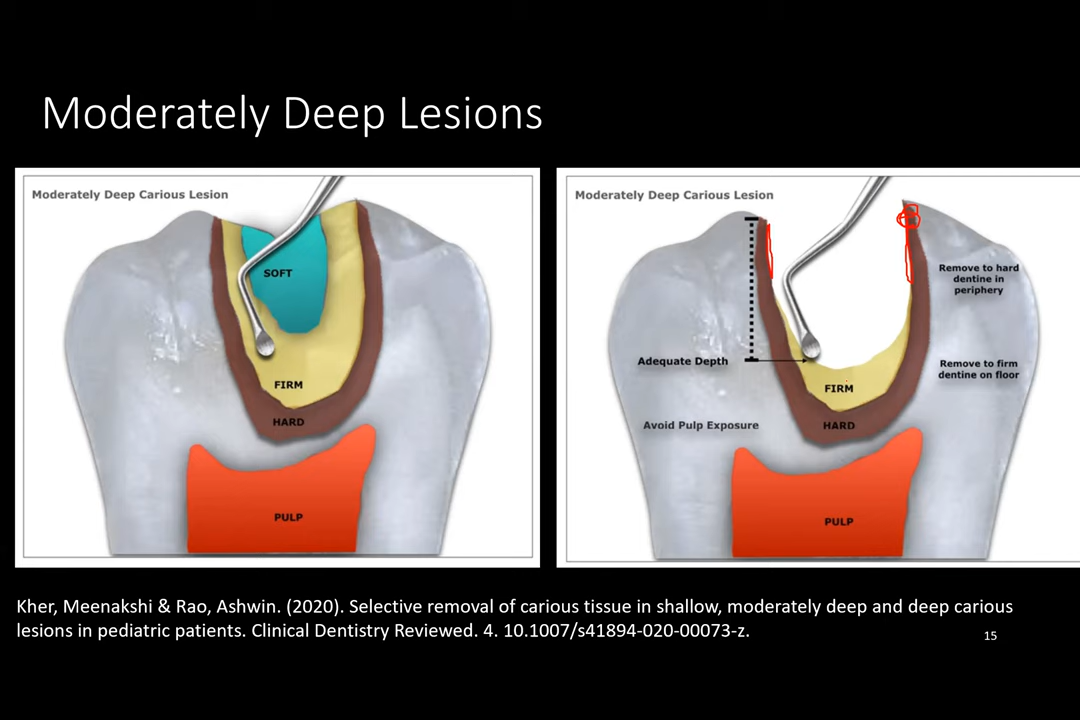 Moderately Deep Lesions
Moderately Deep Carious Lesion
SOFT
FIRM
HARD
PULP
Moderately Deep Carious Lesion
Remove to hard
dentine in
periphery
Adequate Depth
Remove to firm
dentine on floor
FIRM
Avoid Pulp Exposure
HARD
PULP
Kher, Meenakshi & Rao, Ashwin. (2020). Selective removal of carious tissue in shallow, moderately deep and deep carious
lesions in pediatric patients. Clinical Dentistry Reviewed. 4. 10.1007/s41894-020-00073-z.
15